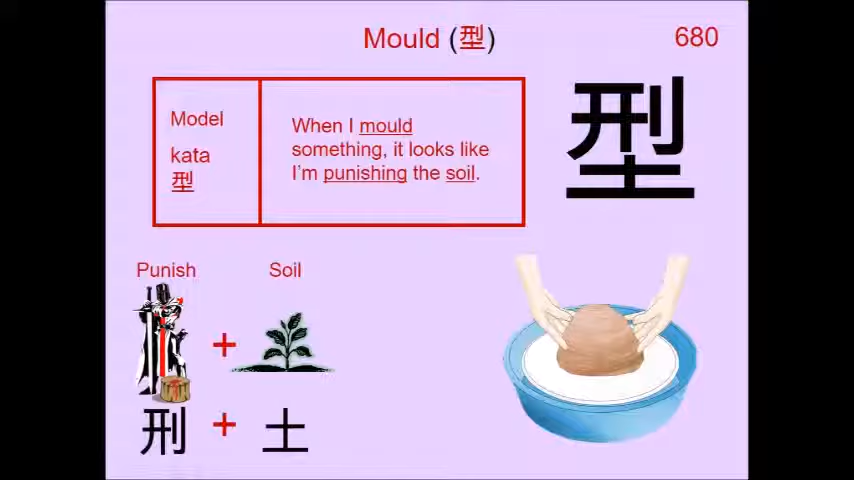 Mould (型)
680
Model
kata
型
When I mould
something, it looks like
I'm punishing the soil.
型
Punish
Soil
+
刑 + 土